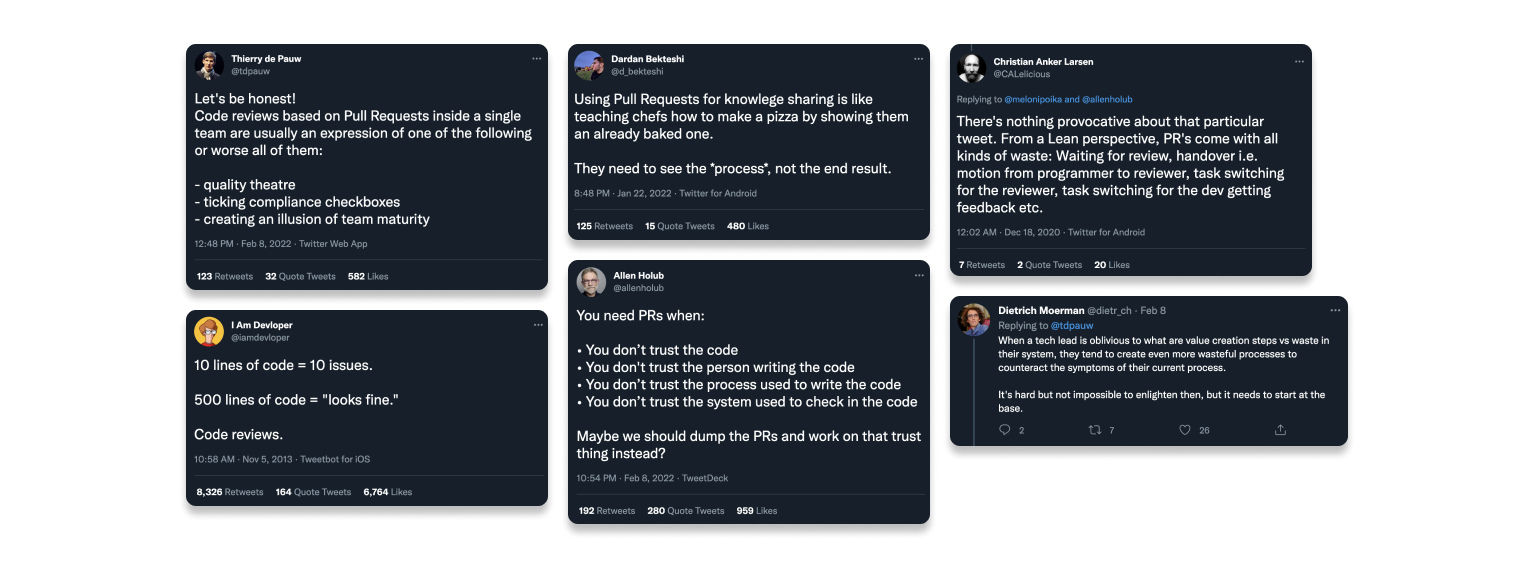 Thierry de Pauw
@tdpauw
Let's be honest!
Code reviews based on Pull Requests inside a single
team are usually an expression of one of the following
or worse all of them:
- quality theatre
- ticking compliance checkboxes
- creating an illusion of team maturity
12:48 PM · Feb 8, 2022 · Twitter Web App
123 Retweets 32 Quote Tweets 582 Likes
I Am Devloper
@iamdevloper
10 lines of code = 10 issues.
500 lines of code = "looks fine."
Code reviews.
10:58 AM · Nov 5, 2013 · Tweetbot for iOS
8,326 Retweets 164 Quote Tweets 6,764 Likes
Dardan Bekteshi
@d_bekteshi
Using Pull Requests for knowlege sharing is like
teaching chefs how to make a pizza by showing them
an already baked one.
They need to see the *process*, not the end result.
8:48 PM · Jan 22, 2022 · Twitter for Android
125 Retweets 15 Quote Tweets 480 Likes
Allen Holub
@allenholub
You need PRs when:
• You don't trust the code
• You don't trust the person writing the code
• You don't trust the process used to write the code
• You don't trust the system used to check in the code
Maybe we should dump the PRs and work on that trust
thing instead?
10:54 PM · Feb 8, 2022 · TweetDeck
192 Retweets 280 Quote Tweets 959 Likes
Christian Anker Larsen
@CALelicious
Replying to @melonipoika and @allenholub
There's nothing provocative about that particular
tweet. From a Lean perspective, PR's come with all
kinds of waste: Waiting for review, handover i.e.
motion from programmer to reviewer, task switching
for the reviewer, task switching for the dev getting
feedback etc.
12:02 AM · Dec 18, 2020 · Twitter for Android
7 Retweets 2 Quote Tweets 20 Likes
Dietrich Moerman @dietr_ch · Feb 8
Replying to @tdpauw
When a tech lead is oblivious to what are value creation steps vs waste in
their system, they tend to create even more wasteful processes to
counteract the symptoms of their current process.
It's hard but not impossible to enlighten then, but it needs to start at the
base.
2 7 26